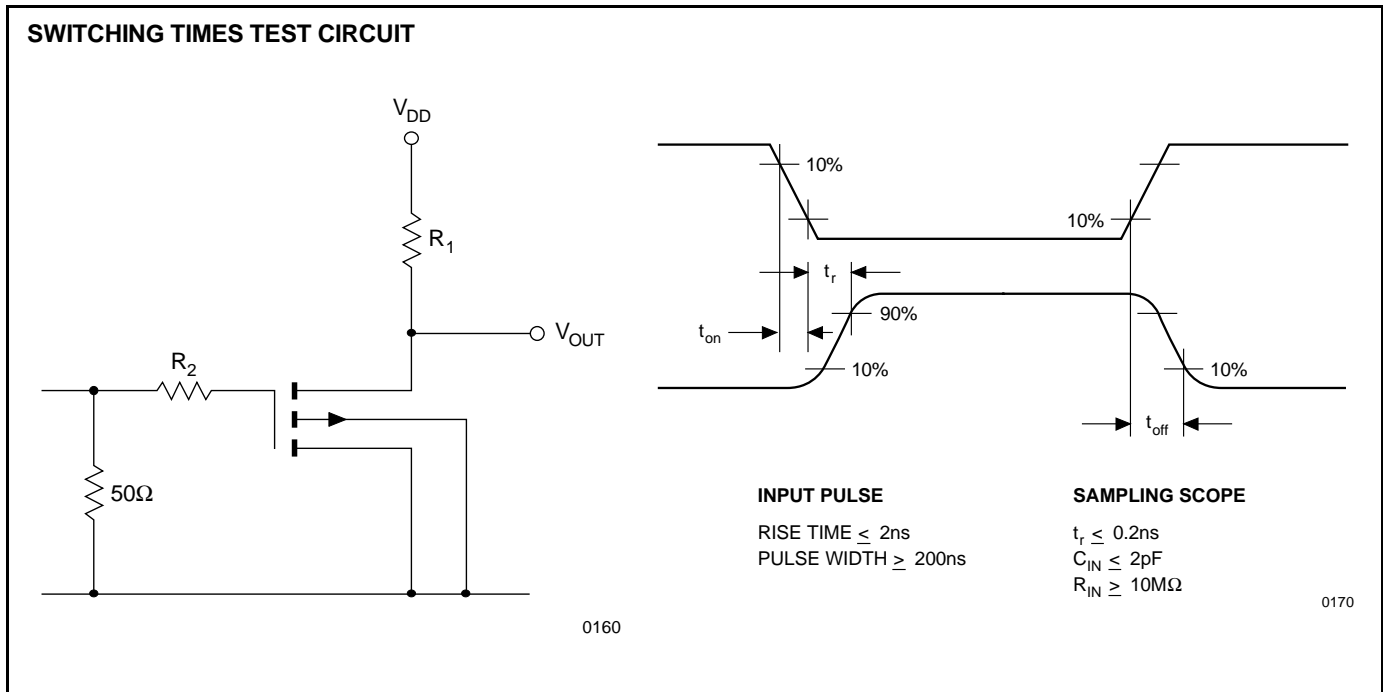 SWITCHING TIMES TEST CIRCUIT
V_DD
R_1
V_OUT
R_2
50Ω
0160
10%
10%
t_r
90%
t_on
10%
10%
t_off
INPUT PULSE
RISE TIME ≤ 2ns
PULSE WIDTH ≥ 200ns
SAMPLING SCOPE
t_r ≤ 0.2ns
C_IN ≤ 2pF
R_IN ≥ 10MΩ
0170